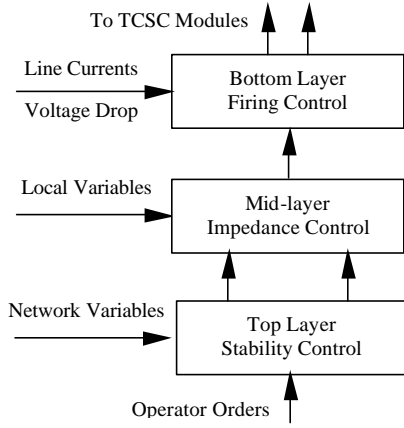 To TCSC Modules
Line Currents
Voltage Drop
Bottom Layer
Firing Control
Local Variables
Mid-layer
Impedance Control
Network Variables
Top Layer
Stability Control
Operator Orders